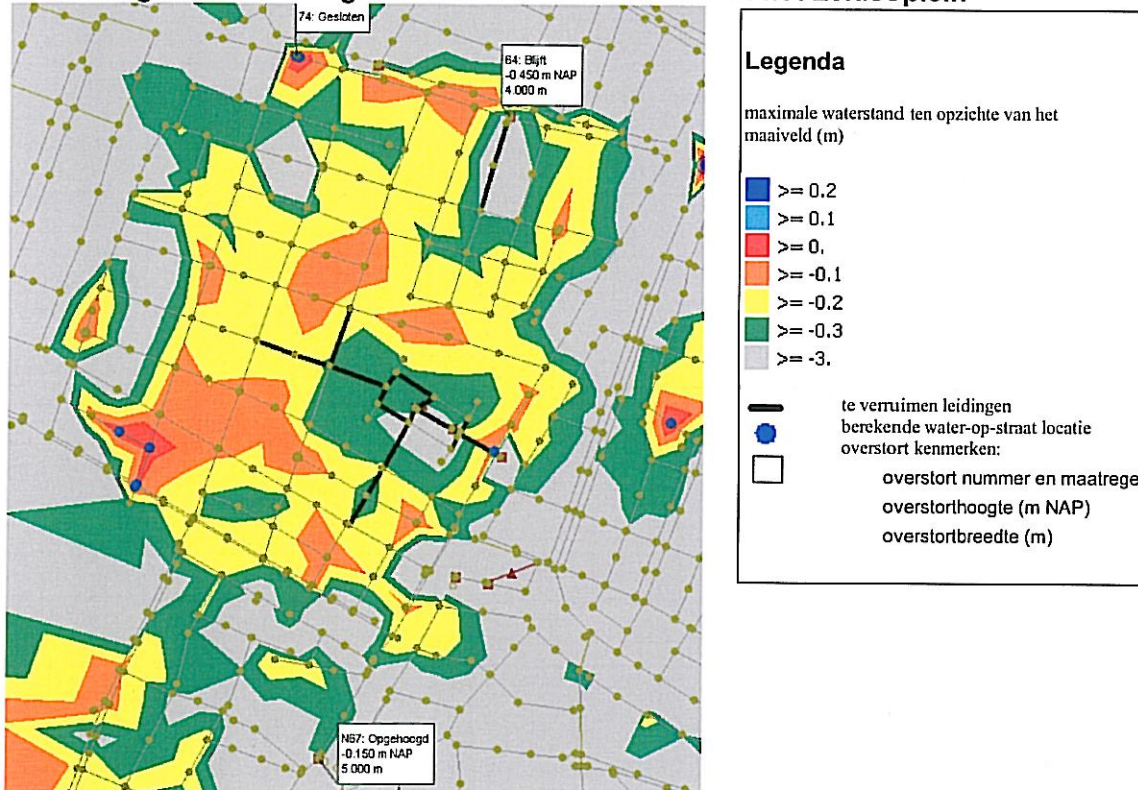 74: Gesloten
64: Blijft
-0.450 m NAP
4.000 m
N67: Opgehoogd
-0.150 m NAP
5.000 m
Legenda
maximale waterstand ten opzichte van het
maaiveld (m)
>= 0.2
>= 0.1
>= 0.
>= -0.1
>= -0.2
>= -0.3
>= -3.
te verruimen leidingen
berekende water-op-straat locatie
overstort kenmerken:
overstort nummer en maatrege
overstorthoogte (m NAP)
overstortbreedte (m)